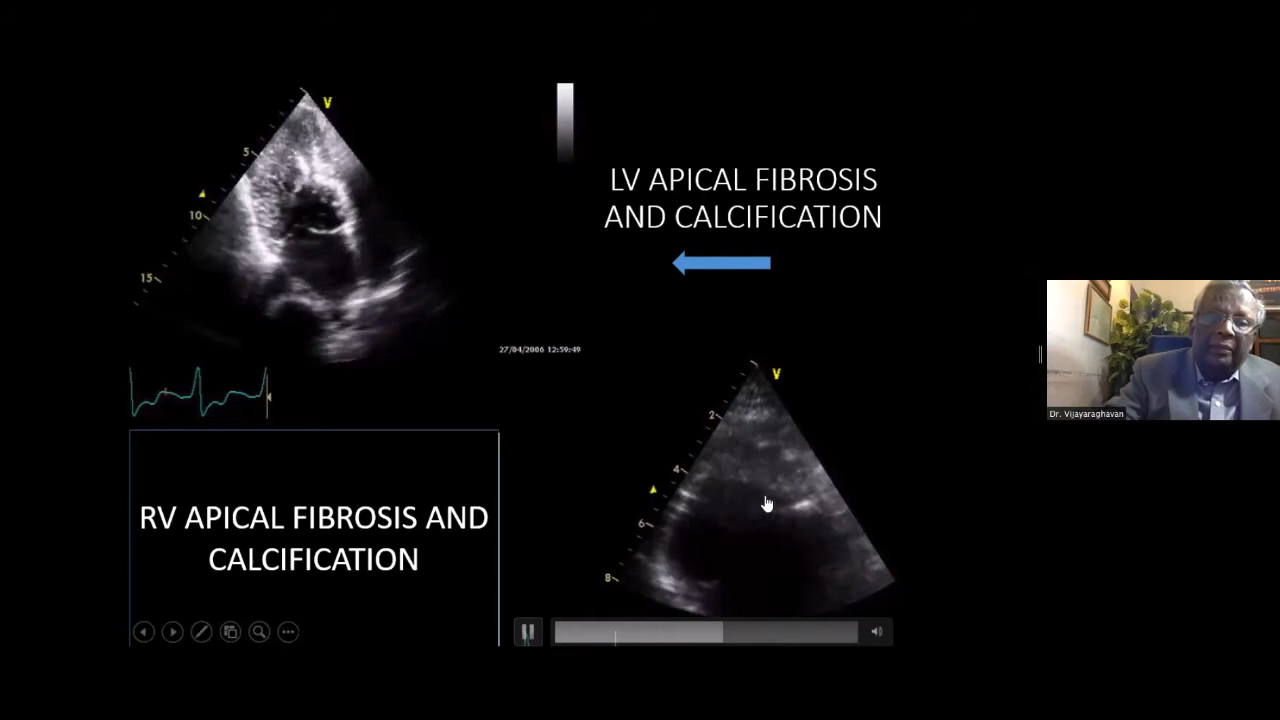 V
5
10
15
LV APICAL FIBROSIS
AND CALCIFICATION
27/04/2006 12:59:49
V
2
4
6
8
RV APICAL FIBROSIS AND
CALCIFICATION
Dr. Vijayaraghavan